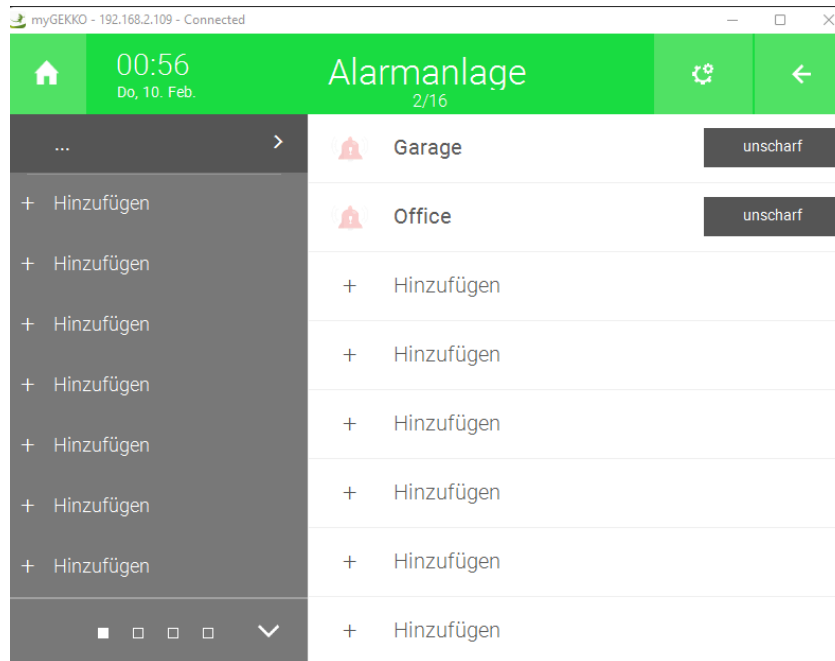 myGEKKO - 192.168.2.109 - Connected
00:56
Do, 10. Feb.
Alarmanlage
2/16
...
+ Hinzufügen
+ Hinzufügen
+ Hinzufügen
+ Hinzufügen
+ Hinzufügen
+ Hinzufügen
+ Hinzufügen
Garage unscharf
Office unscharf
+ Hinzufügen
+ Hinzufügen
+ Hinzufügen
+ Hinzufügen
+ Hinzufügen
+ Hinzufügen